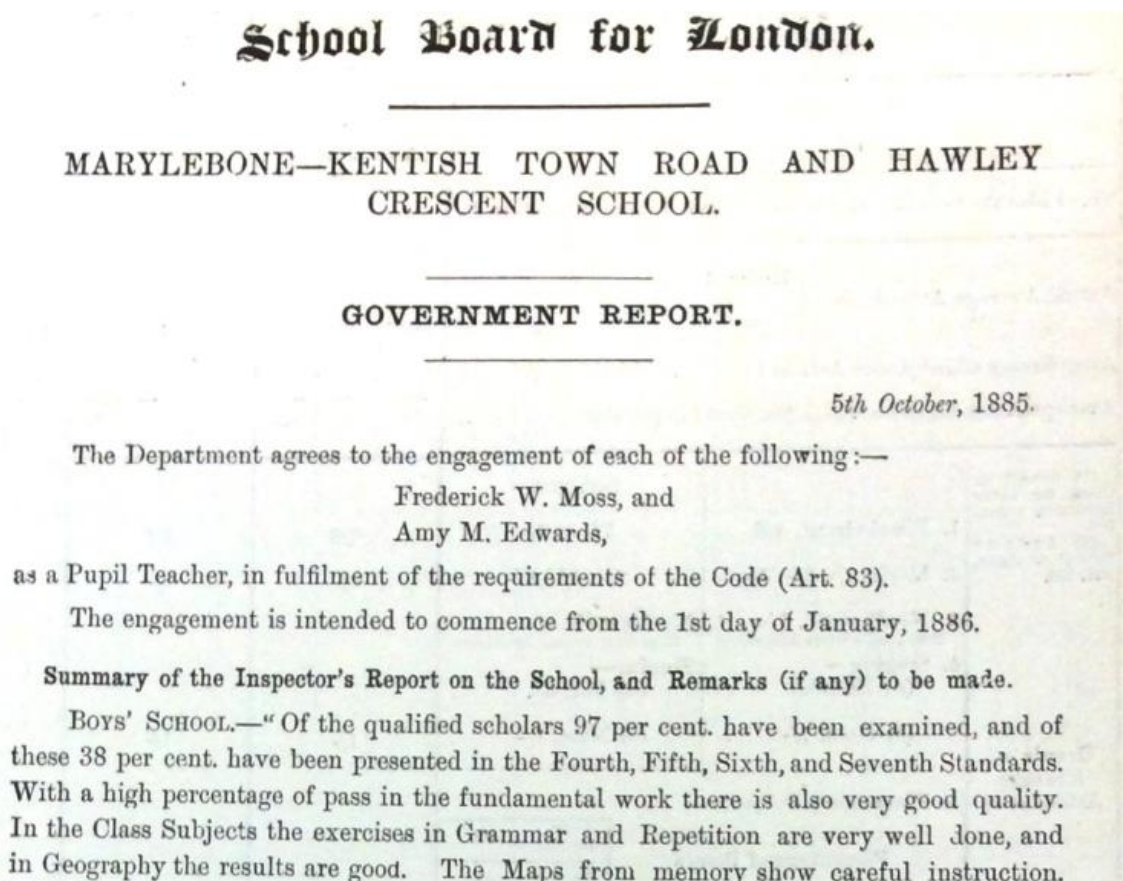 School Board for London.
MARYLEBONE—KENTISH TOWN ROAD AND HAWLEY
CRESCENT SCHOOL.
GOVERNMENT REPORT.
5th October, 1885.
The Department agrees to the engagement of each of the following:—
Frederick W. Moss, and
Amy M. Edwards,
as a Pupil Teacher, in fulfilment of the requirements of the Code (Art. 83).
The engagement is intended to commence from the 1st day of January, 1886.
Summary of the Inspector's Report on the School, and Remarks (if any) to be made.
BOYS' SCHOOL.—"Of the qualified scholars 97 per cent. have been examined, and of
these 38 per cent. have been presented in the Fourth, Fifth, Sixth, and Seventh Standards.
With a high percentage of pass in the fundamental work there is also very good quality.
In the Class Subjects the exercises in Grammar and Repetition are very well done, and
in Geography the results are good. The Maps from memory show careful instruction.